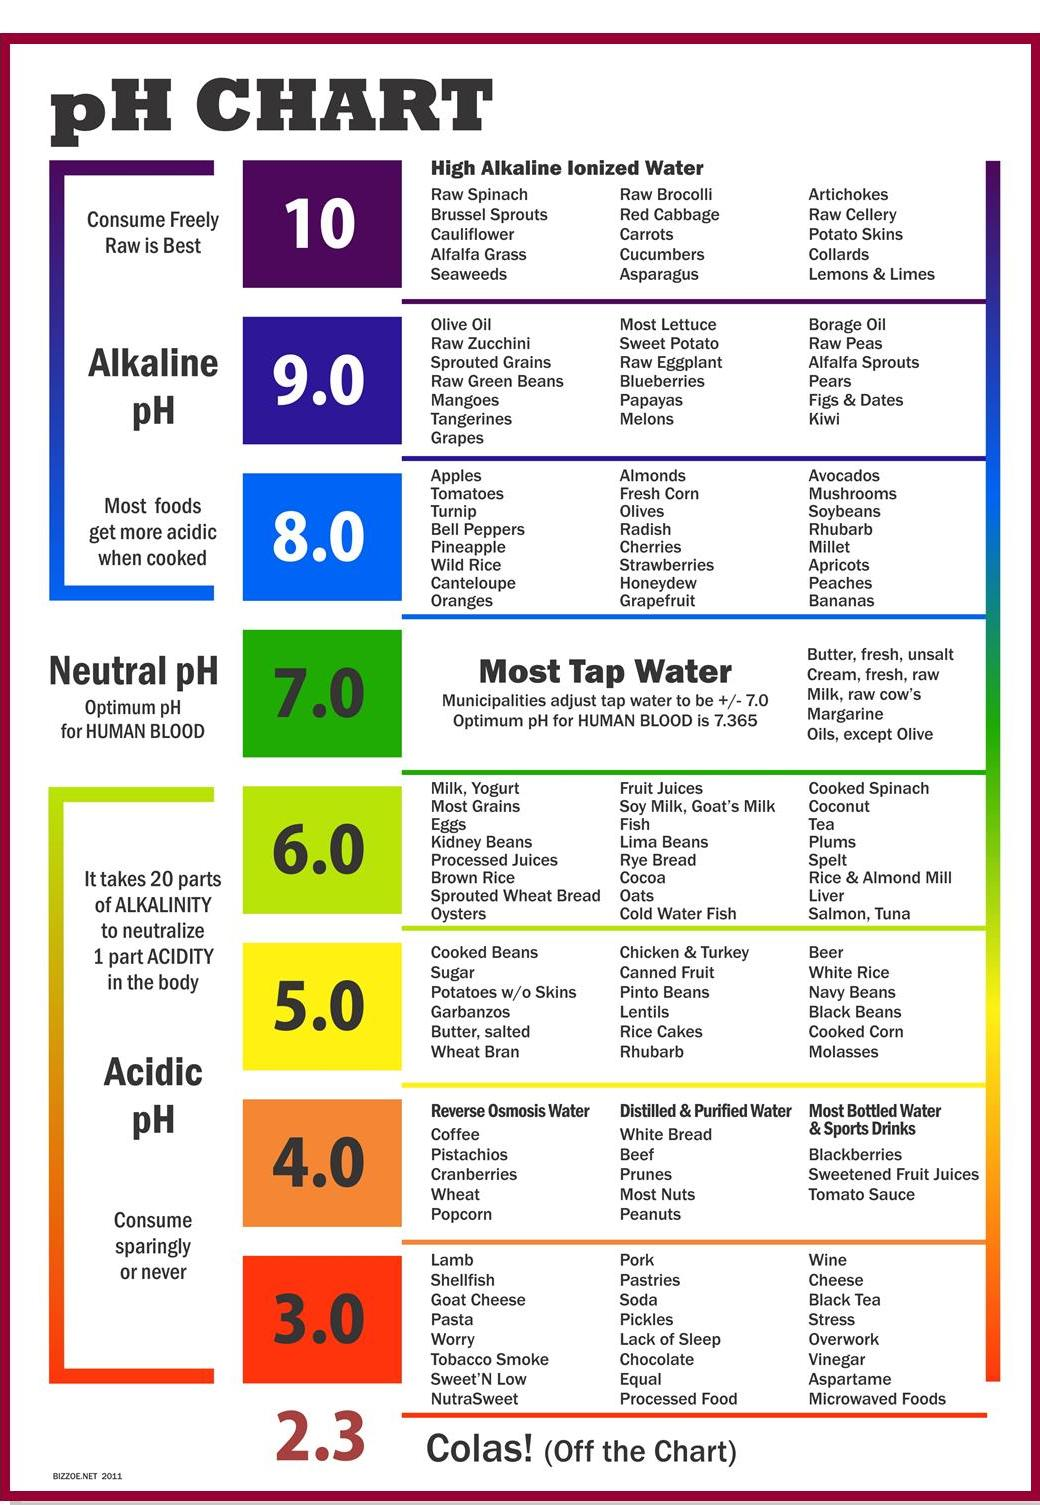 pH CHART
Consume Freely
Raw is Best
Alkaline
pH
Most foods
get more acidic
when cooked
10
High Alkaline Ionized Water
Raw Spinach
Brussel Sprouts
Cauliflower
Alfalfa Grass
Seaweeds
Raw Brocolli
Red Cabbage
Carrots
Cucumbers
Asparagus
Artichokes
Raw Cellery
Potato Skins
Collards
Lemons & Limes
9.0
Olive Oil
Raw Zucchini
Sprouted Grains
Raw Green Beans
Mangoes
Tangerines
Grapes
Most Lettuce
Sweet Potato
Raw Eggplant
Blueberries
Papayas
Melons
Borage Oil
Raw Peas
Alfalfa Sprouts
Pears
Figs & Dates
Kiwi
8.0
Apples
Tomatoes
Turnip
Bell Peppers
Pineapple
Wild Rice
Canteloupe
Oranges
Almonds
Fresh Corn
Olives
Radish
Cherries
Strawberries
Honeydew
Grapefruit
Avocados
Mushrooms
Soybeans
Rhubarb
Millet
Apricots
Peaches
Bananas
Neutral pH
Optimum pH
for HUMAN BLOOD
7.0
Most Tap Water
Municipalities adjust tap water to be +/- 7.0
Optimum pH for HUMAN BLOOD is 7.365
Butter, fresh, unsalt
Cream, fresh, raw
Milk, raw cow's
Margarine
Oils, except Olive
It takes 20 parts
of ALKALINITY
to neutralize
1 part ACIDITY
in the body
Acidic
pH
Consume
sparingly
or never
6.0
Milk, Yogurt
Most Grains
Eggs
Kidney Beans
Processed Juices
Brown Rice
Sprouted Wheat Bread
Oysters
Fruit Juices
Soy Milk, Goat's Milk
Fish
Lima Beans
Rye Bread
Cocoa
Oats
Cold Water Fish
Cooked Spinach
Coconut
Tea
Plums
Spelt
Rice & Almond Mill
Liver
Salmon, Tuna
5.0
Cooked Beans
Sugar
Potatoes w/o Skins
Garbanzos
Butter, salted
Wheat Bran
Chicken & Turkey
Canned Fruit
Pinto Beans
Lentils
Rice Cakes
Rhubarb
Beer
White Rice
Navy Beans
Black Beans
Cooked Corn
Molasses
4.0
Reverse Osmosis Water
Coffee
Pistachios
Cranberries
Wheat
Popcorn
Distilled & Purified Water
White Bread
Beef
Prunes
Most Nuts
Peanuts
Most Bottled Water
& Sports Drinks
Blackberries
Sweetened Fruit Juices
Tomato Sauce
3.0
Lamb
Shellfish
Goat Cheese
Pasta
Worry
Tobacco Smoke
Sweet'N Low
NutraSweet
Pork
Pastries
Soda
Pickles
Lack of Sleep
Chocolate
Equal
Processed Food
Wine
Cheese
Black Tea
Stress
Overwork
Vinegar
Aspartame
Microwaved Foods
2.3
Colas! (Off the Chart)
BIZZOE.NET 2011